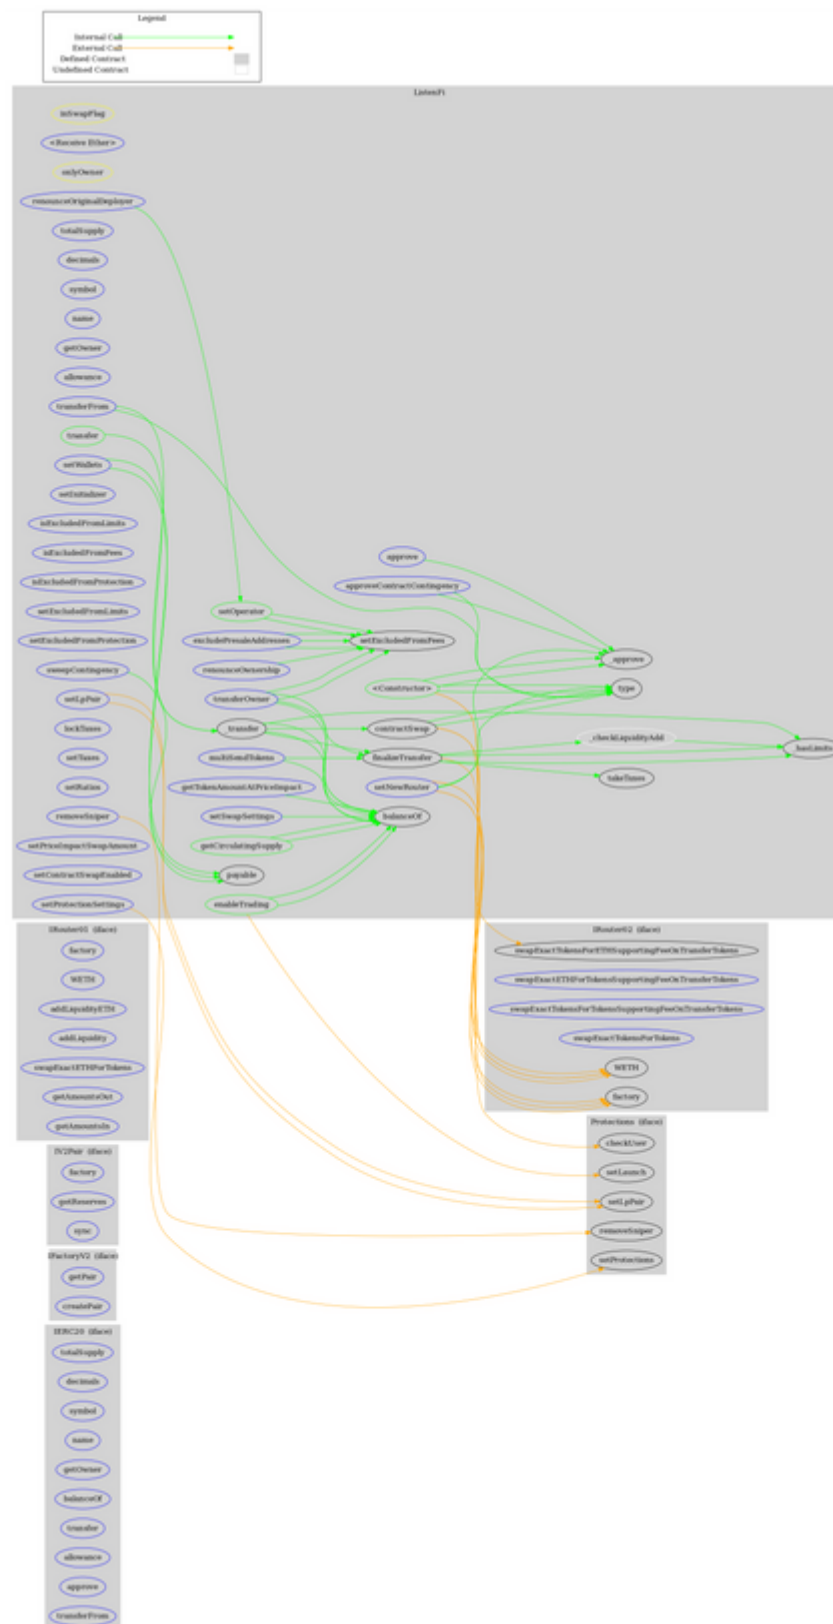 Legend
Internal Call
External Call
Defined Contract
Undefined Contract
ListenFi
inSwapFlag
<Receive Ether>
onlyOwner
renounceOriginalDeployer
totalSupply
decimals
symbol
name
getOwner
allowance
transferFrom
transfer
setWallets
setInitializer
isExcludedFromLimits
isExcludedFromFees
isExcludedFromProtection
setExcludedFromLimits
setExcludedFromProtection
sweepContingency
setLpPair
lockTaxes
setTaxes
setRatios
removeSniper
setPriceImpactSwapAmount
setContractSwapEnabled
setProtectionSettings
setOperator
excludePresaleAddresses
renounceOwnership
transferOwner
_transfer
multiSendTokens
getTokenAmountAtPriceImpact
setSwapSettings
getCirculatingSupply
payable
enableTrading
approve
approveContractContingency
setExcludedFromFees
<Constructor>
contractSwap
finalizeTransfer
setNewRouter
balanceOf
_approve
type
_checkLiquidityAdd
takeTaxes
_hasLimits
IRouter01 (iface)
factory
WETH
addLiquidityETH
addLiquidity
swapExactETHForTokens
getAmountsOut
getAmountsIn
IRouter02 (iface)
swapExactTokensForETHSupportingFeeOnTransferTokens
swapExactETHForTokensSupportingFeeOnTransferTokens
swapExactTokensForTokensSupportingFeeOnTransferTokens
swapExactTokensForTokens
WETH
factory
Protections (iface)
checkUser
setLaunch
setLpPair
removeSniper
setProtections
IV2Pair (iface)
factory
getReserves
sync
IFactoryV2 (iface)
getPair
createPair
IERC20 (iface)
totalSupply
decimals
symbol
name
getOwner
balanceOf
transfer
allowance
approve
transferFrom